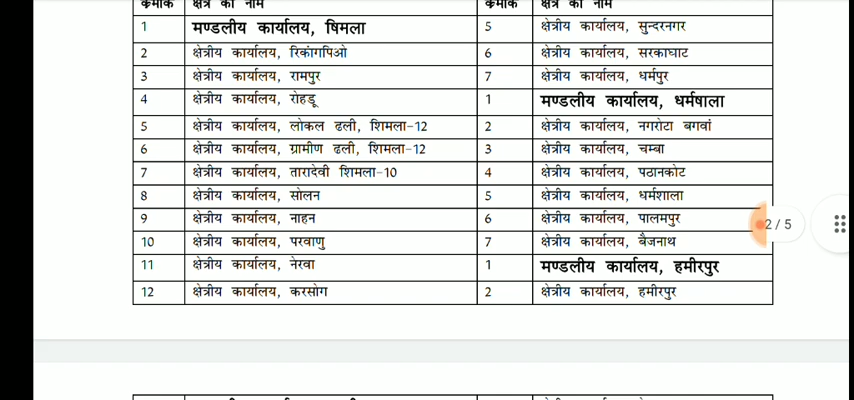 क्रमांक क्षेत्र का नाम क्रमांक क्षेत्र का नाम
1 मण्डलीय कार्यालय, षिमला 5 क्षेत्रीय कार्यालय, सुन्दरनगर
2 क्षेत्रीय कार्यालय, रिकांगपिओ 6 क्षेत्रीय कार्यालय, सरकाघाट
3 क्षेत्रीय कार्यालय, रामपुर 7 क्षेत्रीय कार्यालय, धर्मपुर
4 क्षेत्रीय कार्यालय, रोहडू 1 मण्डलीय कार्यालय, धर्मषाला
5 क्षेत्रीय कार्यालय, लोकल ढली, शिमला-12 2 क्षेत्रीय कार्यालय, नगरोटा बगवां
6 क्षेत्रीय कार्यालय, ग्रामीण ढली, शिमला-12 3 क्षेत्रीय कार्यालय, चम्बा
7 क्षेत्रीय कार्यालय, तारादेवी शिमला-10 4 क्षेत्रीय कार्यालय, पठानकोट
8 क्षेत्रीय कार्यालय, सोलन 5 क्षेत्रीय कार्यालय, धर्मशाला
9 क्षेत्रीय कार्यालय, नाहन 6 क्षेत्रीय कार्यालय, पालमपुर
10 क्षेत्रीय कार्यालय, परवाणु 7 क्षेत्रीय कार्यालय, बैजनाथ
11 क्षेत्रीय कार्यालय, नेरवा 1 मण्डलीय कार्यालय, हमीरपुर
12 क्षेत्रीय कार्यालय, करसोग 2 क्षेत्रीय कार्यालय, हमीरपुर
2 / 5